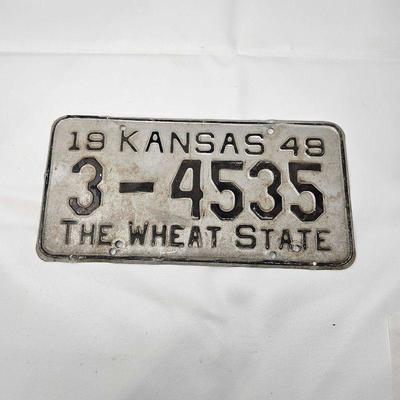 19 KANSAS 49
3-4535
THE WHEAT STATE